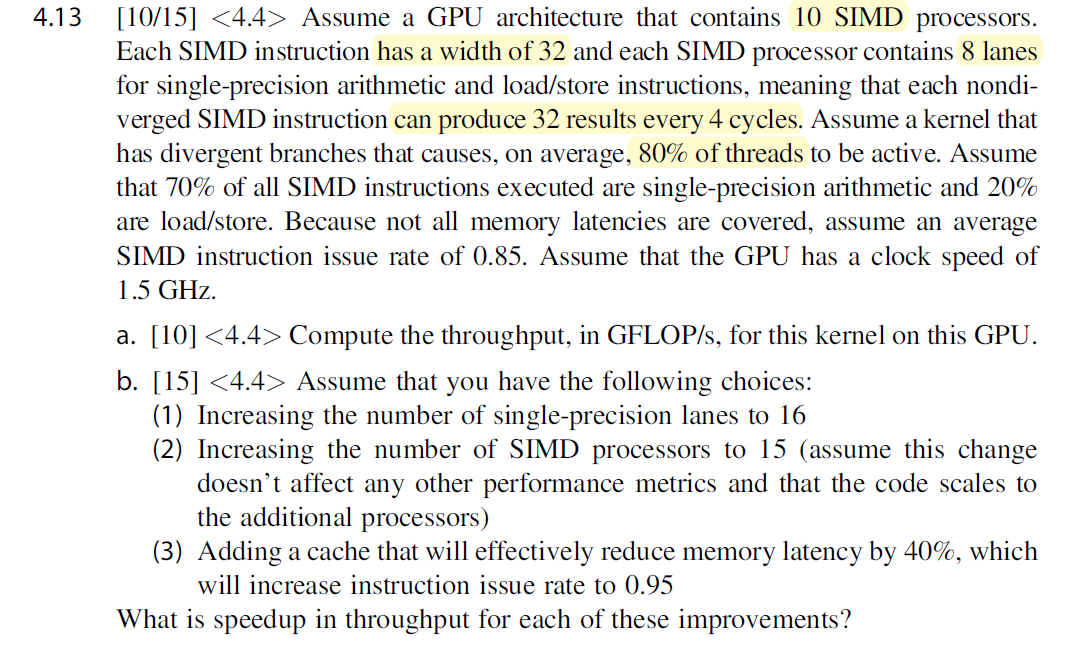 4.13 [10/15] <4.4> Assume a GPU architecture that contains 10 SIMD processors.
Each SIMD instruction has a width of 32 and each SIMD processor contains 8 lanes
for single-precision arithmetic and load/store instructions, meaning that each nondi-
verged SIMD instruction can produce 32 results every 4 cycles. Assume a kernel that
has divergent branches that causes, on average, 80% of threads to be active. Assume
that 70% of all SIMD instructions executed are single-precision arithmetic and 20%
are load/store. Because not all memory latencies are covered, assume an average
SIMD instruction issue rate of 0.85. Assume that the GPU has a clock speed of
1.5 GHz.
a. [10] <4.4> Compute the throughput, in GFLOP/s, for this kernel on this GPU.
b. [15] <4.4> Assume that you have the following choices:
(1) Increasing the number of single-precision lanes to 16
(2) Increasing the number of SIMD processors to 15 (assume this change
doesn't affect any other performance metrics and that the code scales to
the additional processors)
(3) Adding a cache that will effectively reduce memory latency by 40%, which
will increase instruction issue rate to 0.95
What is speedup in throughput for each of these improvements?